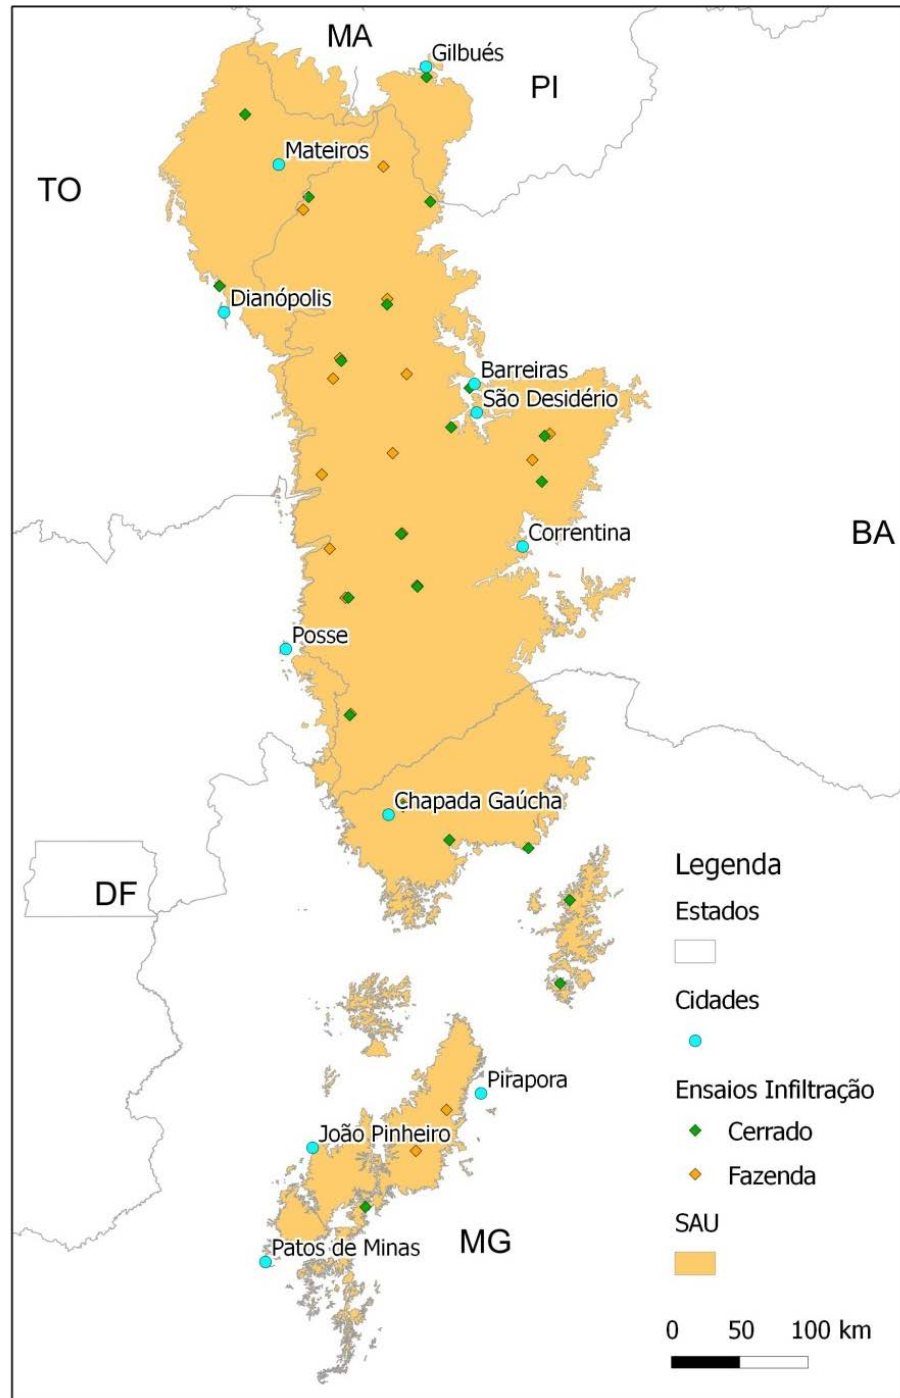 MA
Gilbués
PI
Mateiros
TO
Dianópolis
Barreiras
São Desidério
Correntina
BA
Posse
Chapada Gaúcha
DF
Pirapora
João Pinheiro
MG
Patos de Minas
Legenda
Estados
Cidades
Ensaios Infiltração
Cerrado
Fazenda
SAU
0 50 100 km